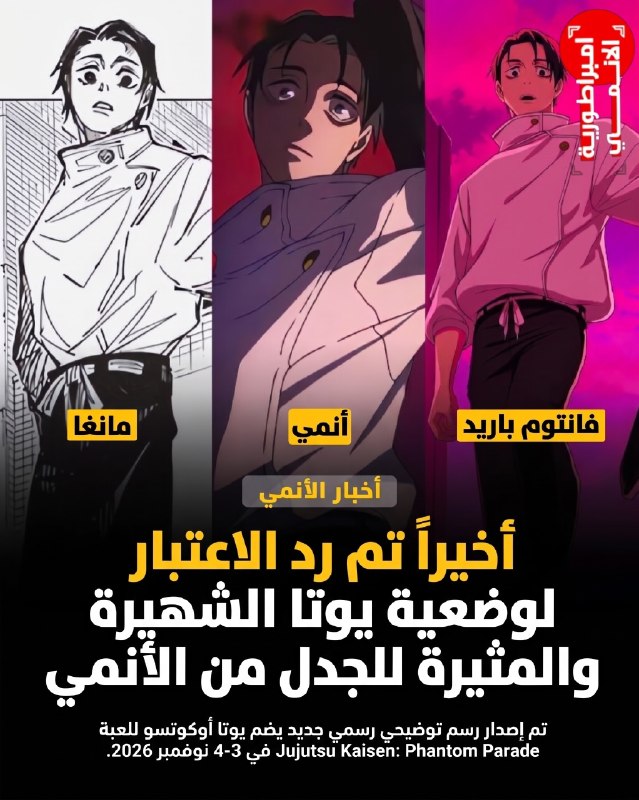 امبراطورية
الانـمـــي
مانغا
أنمي
فانتوم باريد
أخبار الأنمي
أخيراً تم رد الاعتبار
لوضعية يوتا الشهيرة
والمثيرة للجدل من الأنمي
تم إصدار رسم توضيحي رسمي جديد يضم يوتا أوكوتسو للعبة
Jujutsu Kaisen: Phantom Parade في 3-4 نوفمبر 2026.